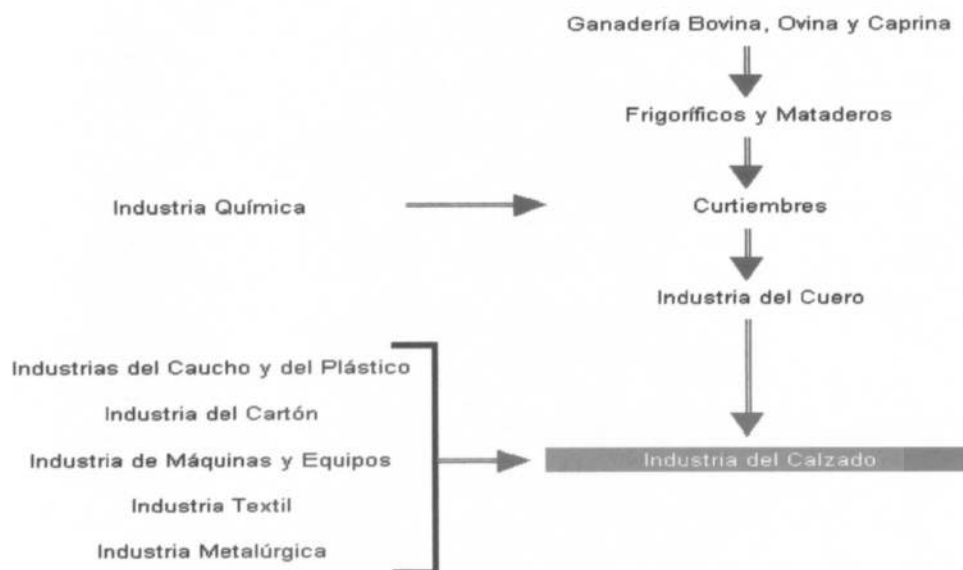 Ganadería Bovina, Ovina y Caprina
Frigoríficos y Mataderos
Industria Química
Curtiembres
Industria del Cuero
Industrias del Caucho y del Plástico
Industria del Cartón
Industria de Máquinas y Equipos
Industria del Calzado
Industria Textil
Industria Metalúrgica